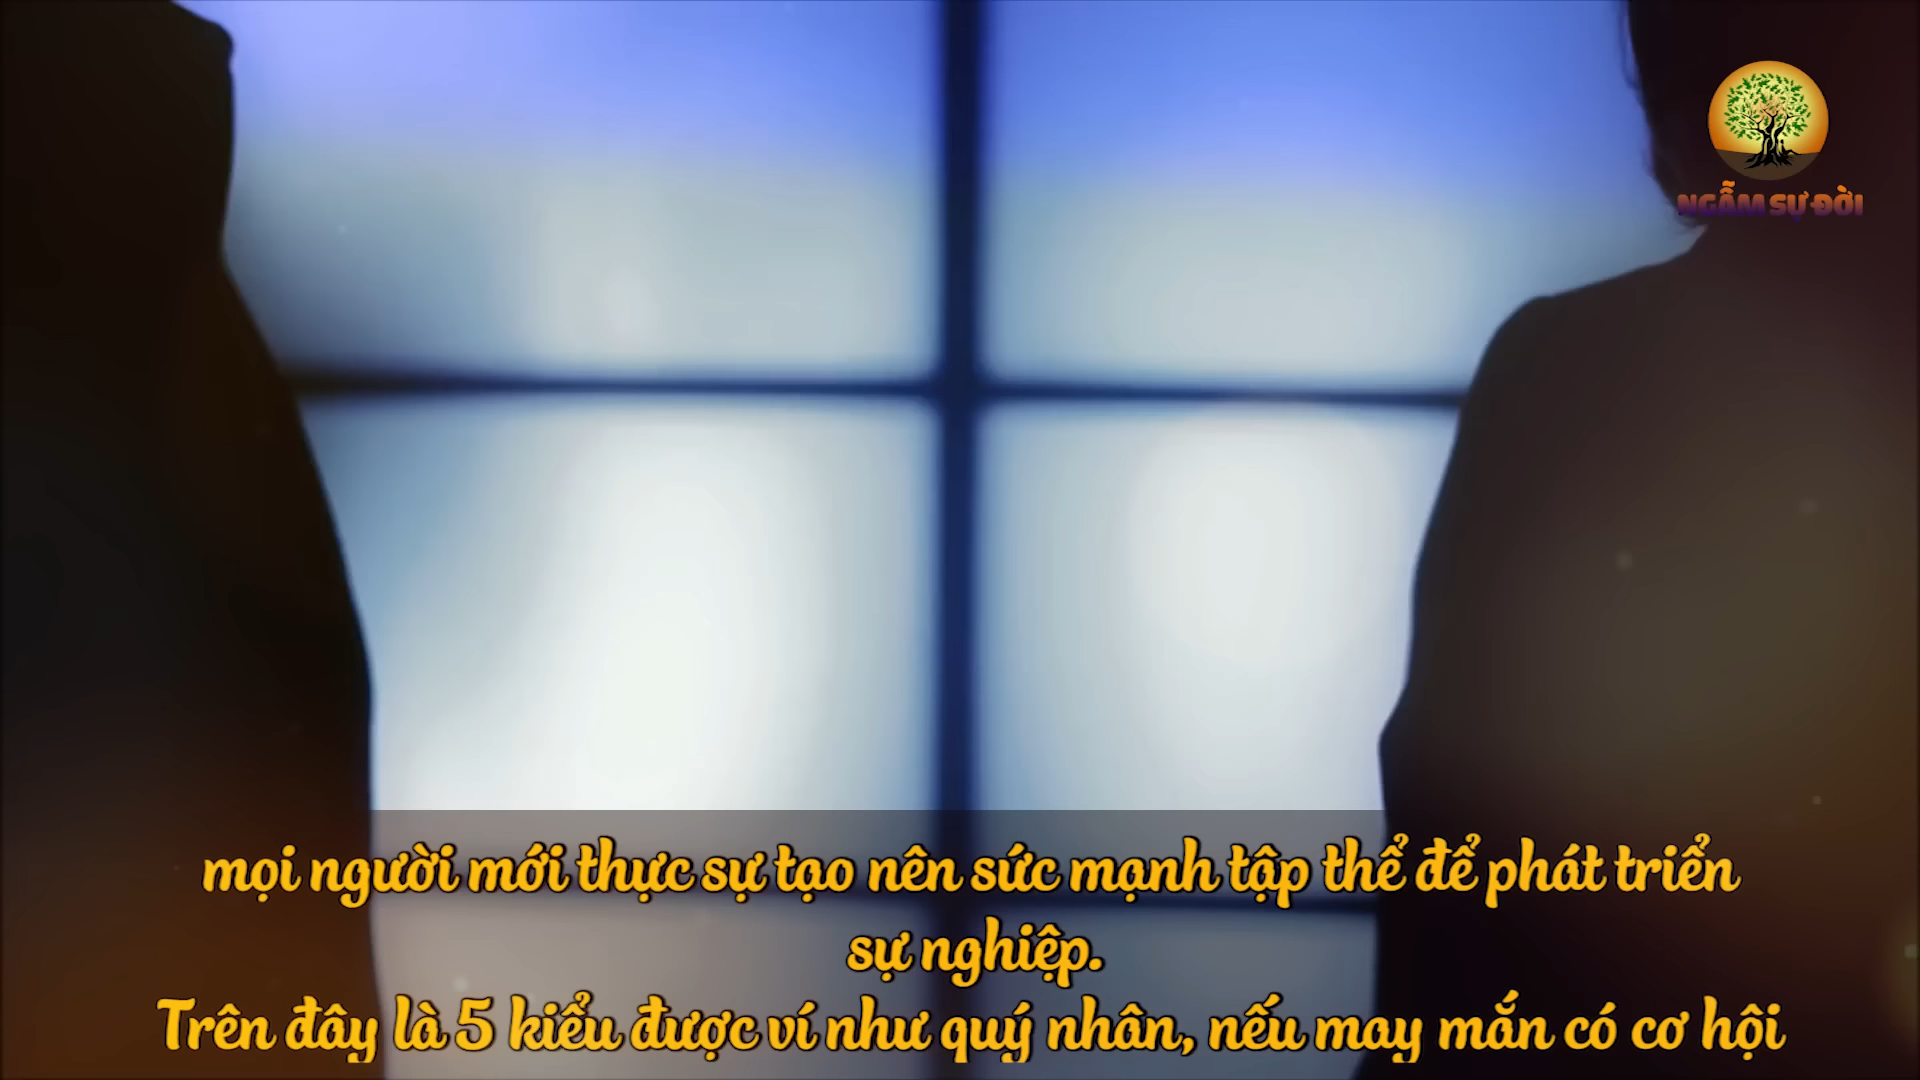 NGẪM SỰ ĐỜI
mọi người mới thực sự tạo nên sức mạnh tập thể để phát triển
sự nghiệp.
Trên đây là 5 kiểu được ví như quý nhân, nếu may mắn có cơ hội